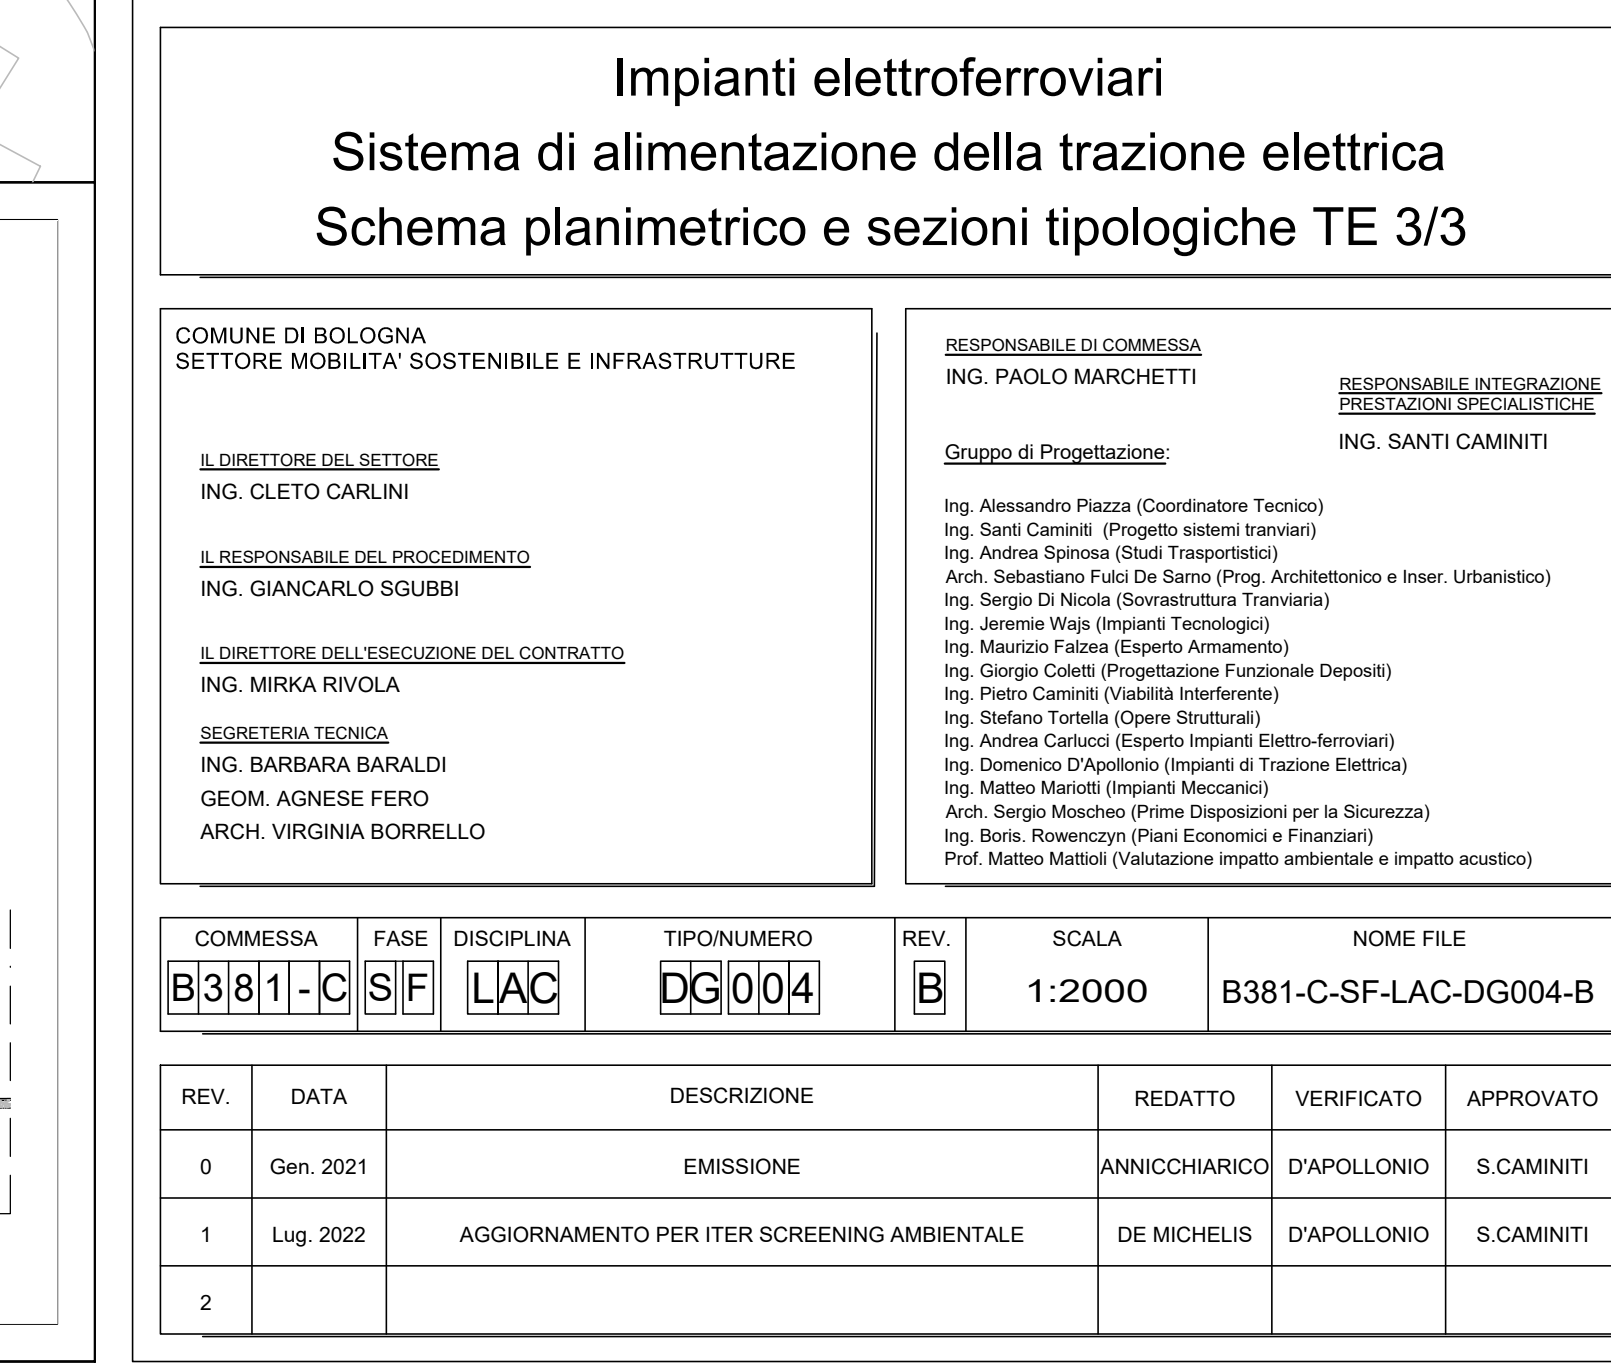 Impianti elettroferroviari
Sistema di alimentazione della trazione elettrica
Schema planimetrico e sezioni tipologiche TE 3/3
COMUNE DI BOLOGNA
SETTORE MOBILITA' SOSTENIBILE E INFRASTRUTTURE
IL DIRETTORE DEL SETTORE
ING. CLETO CARLINI
IL RESPONSABILE DEL PROCEDIMENTO
ING. GIANCARLO SGUBBI
IL DIRETTORE DELL'ESECUZIONE DEL CONTRATTO
ING. MIRKA RIVOLA
SEGRETERIA TECNICA
ING. BARBARA BARALDI
GEOM. AGNESE FERO
ARCH. VIRGINIA BORRELLO
RESPONSABILE DI COMMESSA
ING. PAOLO MARCHETTI
RESPONSABILE INTEGRAZIONE
PRESTAZIONI SPECIALISTICHE
ING. SANTI CAMINITI
Gruppo di Progettazione:
Ing. Alessandro Piazza (Coordinatore Tecnico)
Ing. Santi Caminiti (Progetto sistemi tranviari)
Ing. Andrea Spinosa (Studi Trasportistici)
Arch. Sebastiano Fulci De Sarno (Prog. Architettonico e Inser. Urbanistico)
Ing. Sergio Di Nicola (Sovrastruttura Tranviaria)
Ing. Jeremie Wajs (Impianti Tecnologici)
Ing. Maurizio Falzea (Esperto Armamento)
Ing. Giorgio Coletti (Progettazione Funzionale Depositi)
Ing. Pietro Caminiti (Viabilità Interferente)
Ing. Stefano Tortella (Opere Strutturali)
Ing. Andrea Carlucci (Esperto Impianti Elettro-ferroviari)
Ing. Domenico D'Apollonio (Impianti di Trazione Elettrica)
Ing. Matteo Mariotti (Impianti Meccanici)
Arch. Sergio Moscheo (Prime Disposizioni per la Sicurezza)
Ing. Boris. Rowenczyn (Piani Economici e Finanziari)
Prof. Matteo Mattioli (Valutazione impatto ambientale e impatto acustico)
COMMESSA FASE DISCIPLINA TIPO/NUMERO REV. SCALA NOME FILE
B381-C SF LAC DG004 B 1:2000 B381-C-SF-LAC-DG004-B
REV. DATA DESCRIZIONE REDATTO VERIFICATO APPROVATO
0 Gen. 2021 EMISSIONE ANNICCHIARICO D'APOLLONIO S.CAMINITI
1 Lug. 2022 AGGIORNAMENTO PER ITER SCREENING AMBIENTALE DE MICHELIS D'APOLLONIO S.CAMINITI
2